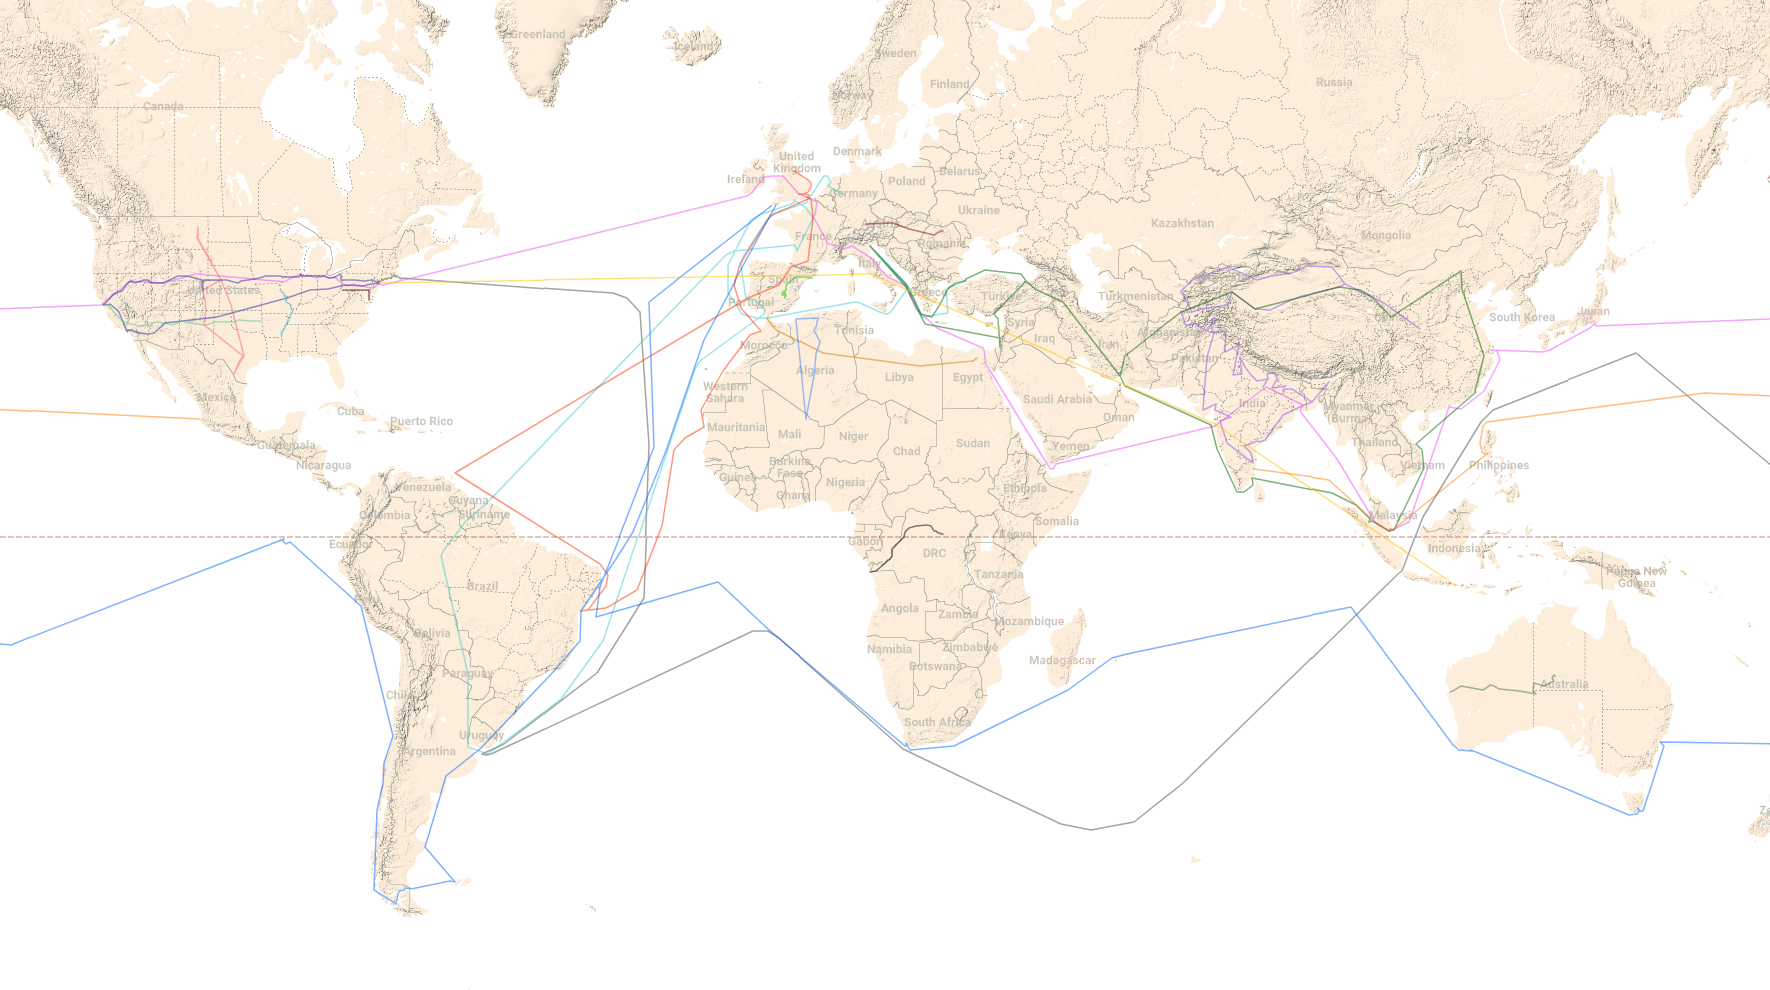 Greenland
Iceland
Sweden
Finland
Norway
Russia
Canada
United
Kingdom
Denmark
Ireland
Germany
Poland
Belarus
Ukraine
Kazakhstan
Mongolia
France
Romania
Italy
Spain
Portugal
Greece
Türkiye
Turkmenistan
United States
South Korea
Japan
Tunisia
Syria
Iraq
Iran
Afghanistan
Pakistan
Morocco
Algeria
Libya
Egypt
Western
Sahara
Saudi Arabia
Oman
India
Myanmar
(Burma)
Mexico
Cuba
Puerto Rico
Mauritania
Mali
Niger
Chad
Sudan
Yemen
Thailand
Vietnam
Philippines
Guatemala
Nicaragua
Burkina
Faso
Guinea
Ghana
Nigeria
Ethiopia
Somalia
Venezuela
Guyana
Suriname
Colombia
Malaysia
Ecuador
Gabon
DRC
Kenya
Indonesia
Tanzania
Papua New
Guinea
Brazil
Angola
Zambia
Mozambique
Bolivia
Namibia
Zimbabwe
Botswana
Madagascar
Paraguay
Chile
Australia
South Africa
Uruguay
Argentina